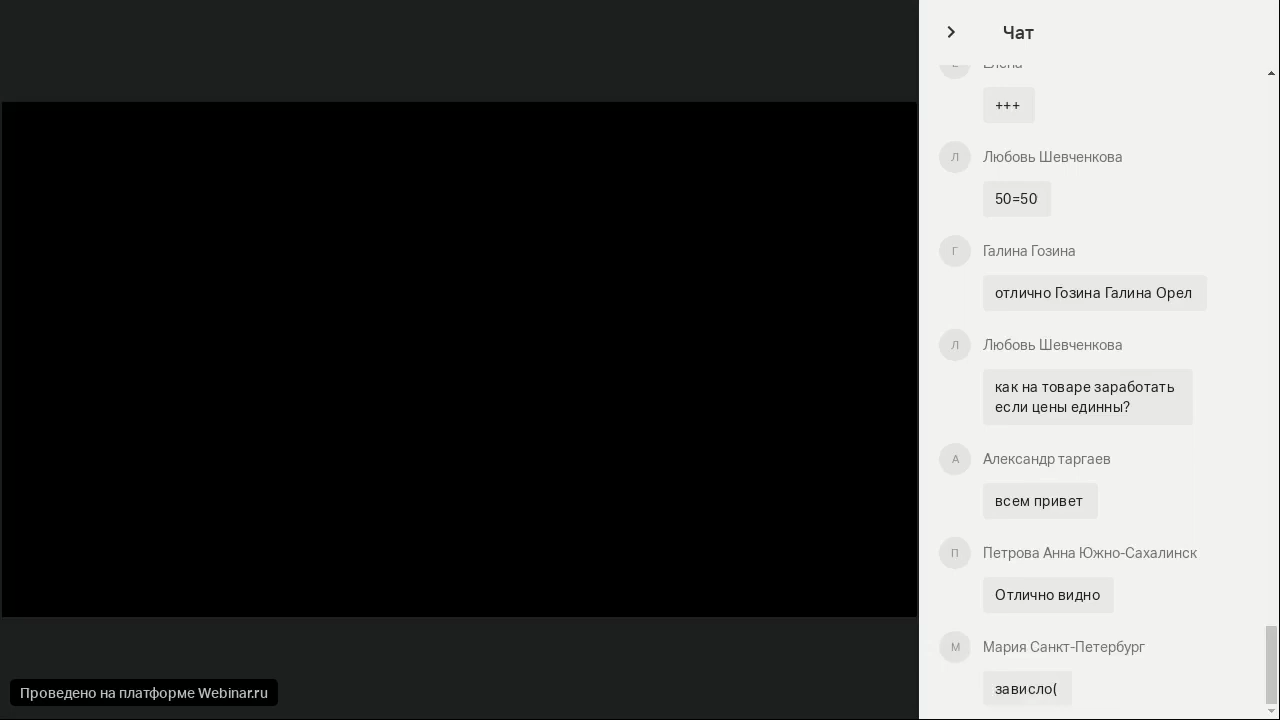 Чат
Елена
+++
Л
Любовь Шевченкова
50=50
Г
Галина Гозина
отлично Гозина Галина Орел
Л
Любовь Шевченкова
как на товаре заработать
если цены единны?
А
Александр таргаев
всем привет
П
Петрова Анна Южно-Сахалинск
Отлично видно
М
Мария Санкт-Петербург
зависло(
Проведено на платформе Webinar.ru